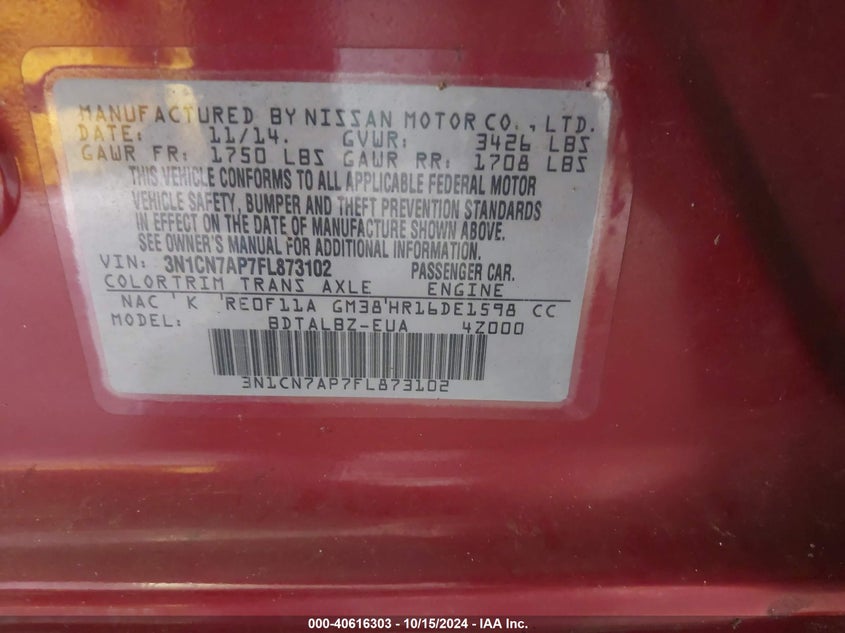 MANUFACTURED BY NISSAN MOTOR CO., LTD.
DATE: 11/14. GVWR: 3426 LBS
GAWR FR: 1750 LBS GAWR RR: 1708 LBS
THIS VEHICLE CONFORMS TO ALL APPLICABLE FEDERAL MOTOR
VEHICLE SAFETY, BUMPER AND THEFT PREVENTION STANDARDS
IN EFFECT ON THE DATE OF MANUFACTURE SHOWN ABOVE.
SEE OWNER'S MANUAL FOR ADDITIONAL INFORMATION.
VIN: 3N1CN7AP7FL873102 PASSENGER CAR.
COLORTRIM TRANS AXLE ENGINE
NAC 'K 'RE0F11A GM38'HR16DE1598 CC
MODEL: BDTALBZ-EUA 4Z000
3N1CN7AP7FL873102
000-40616303 - 10/15/2024 - IAA Inc.